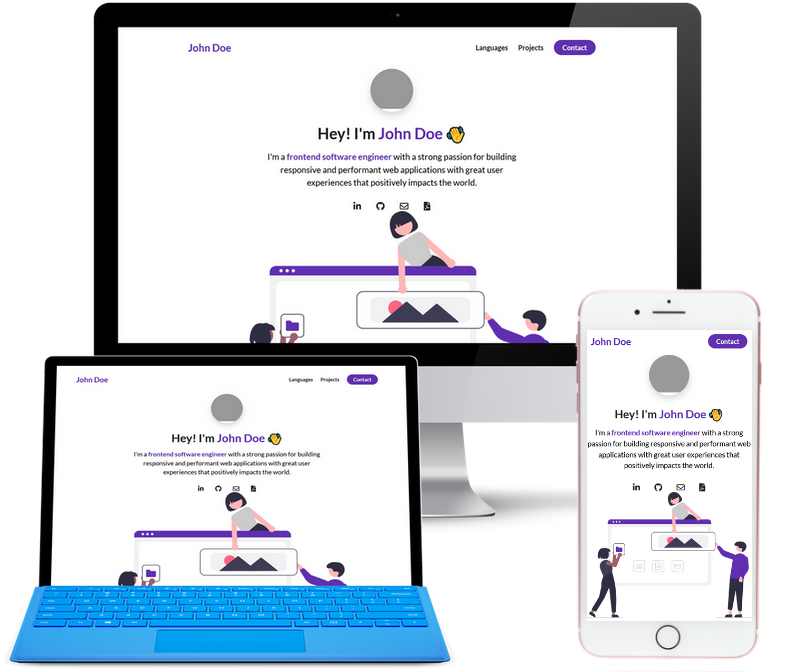 John Doe
Languages Projects Contact
Hey! I'm John Doe
I'm a frontend software engineer with a strong passion for building
responsive and performant web applications with great user
experiences that positively impacts the world.
John Doe
Languages Projects Contact
Hey! I'm John Doe
I'm a frontend software engineer with a strong passion for building
responsive and performant web applications with great user
experiences that positively impacts the world.
John Doe
Contact
Hey! I'm John Doe
I'm a frontend software engineer with a strong
passion for building responsive and performant web
applications with great user experiences that
positively impacts the world.